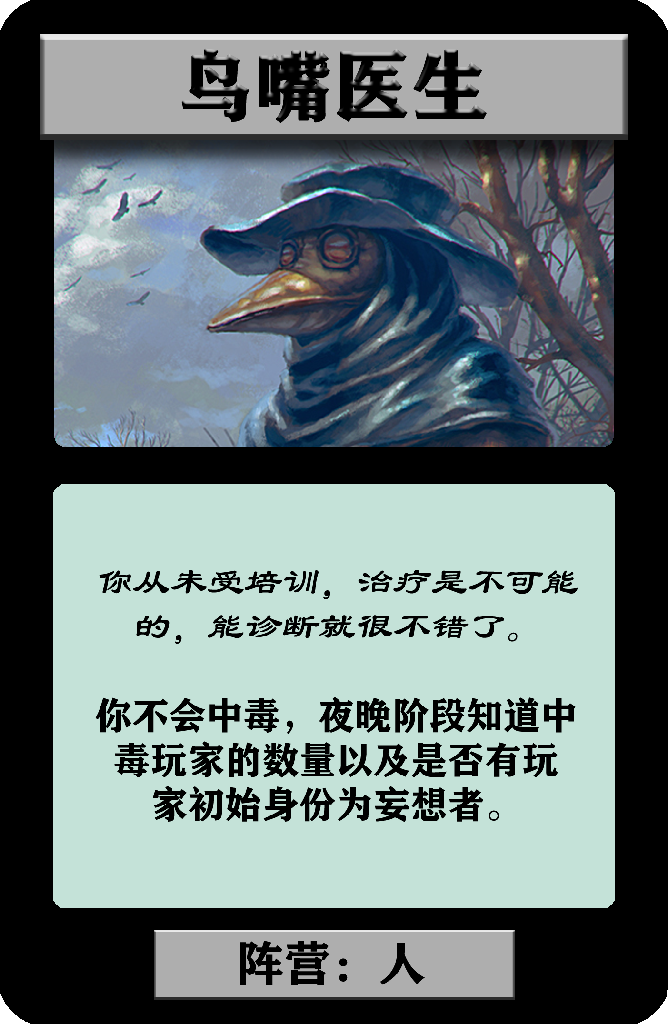 鸟嘴医生
你从未受培训，治疗是不可能
的，能诊断就很不错了。
你不会中毒，夜晚阶段知道中
毒玩家的数量以及是否有玩
家初始身份为妄想者。
阵营：人